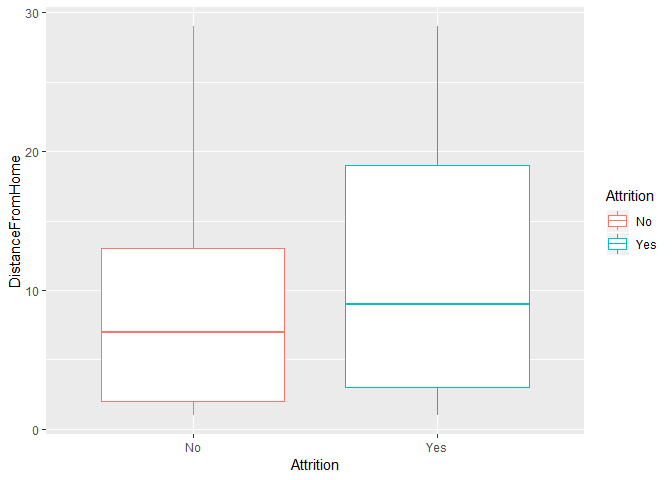 30
20
10
0
DistanceFromHome
No
Yes
Attrition
Attrition
No
Yes